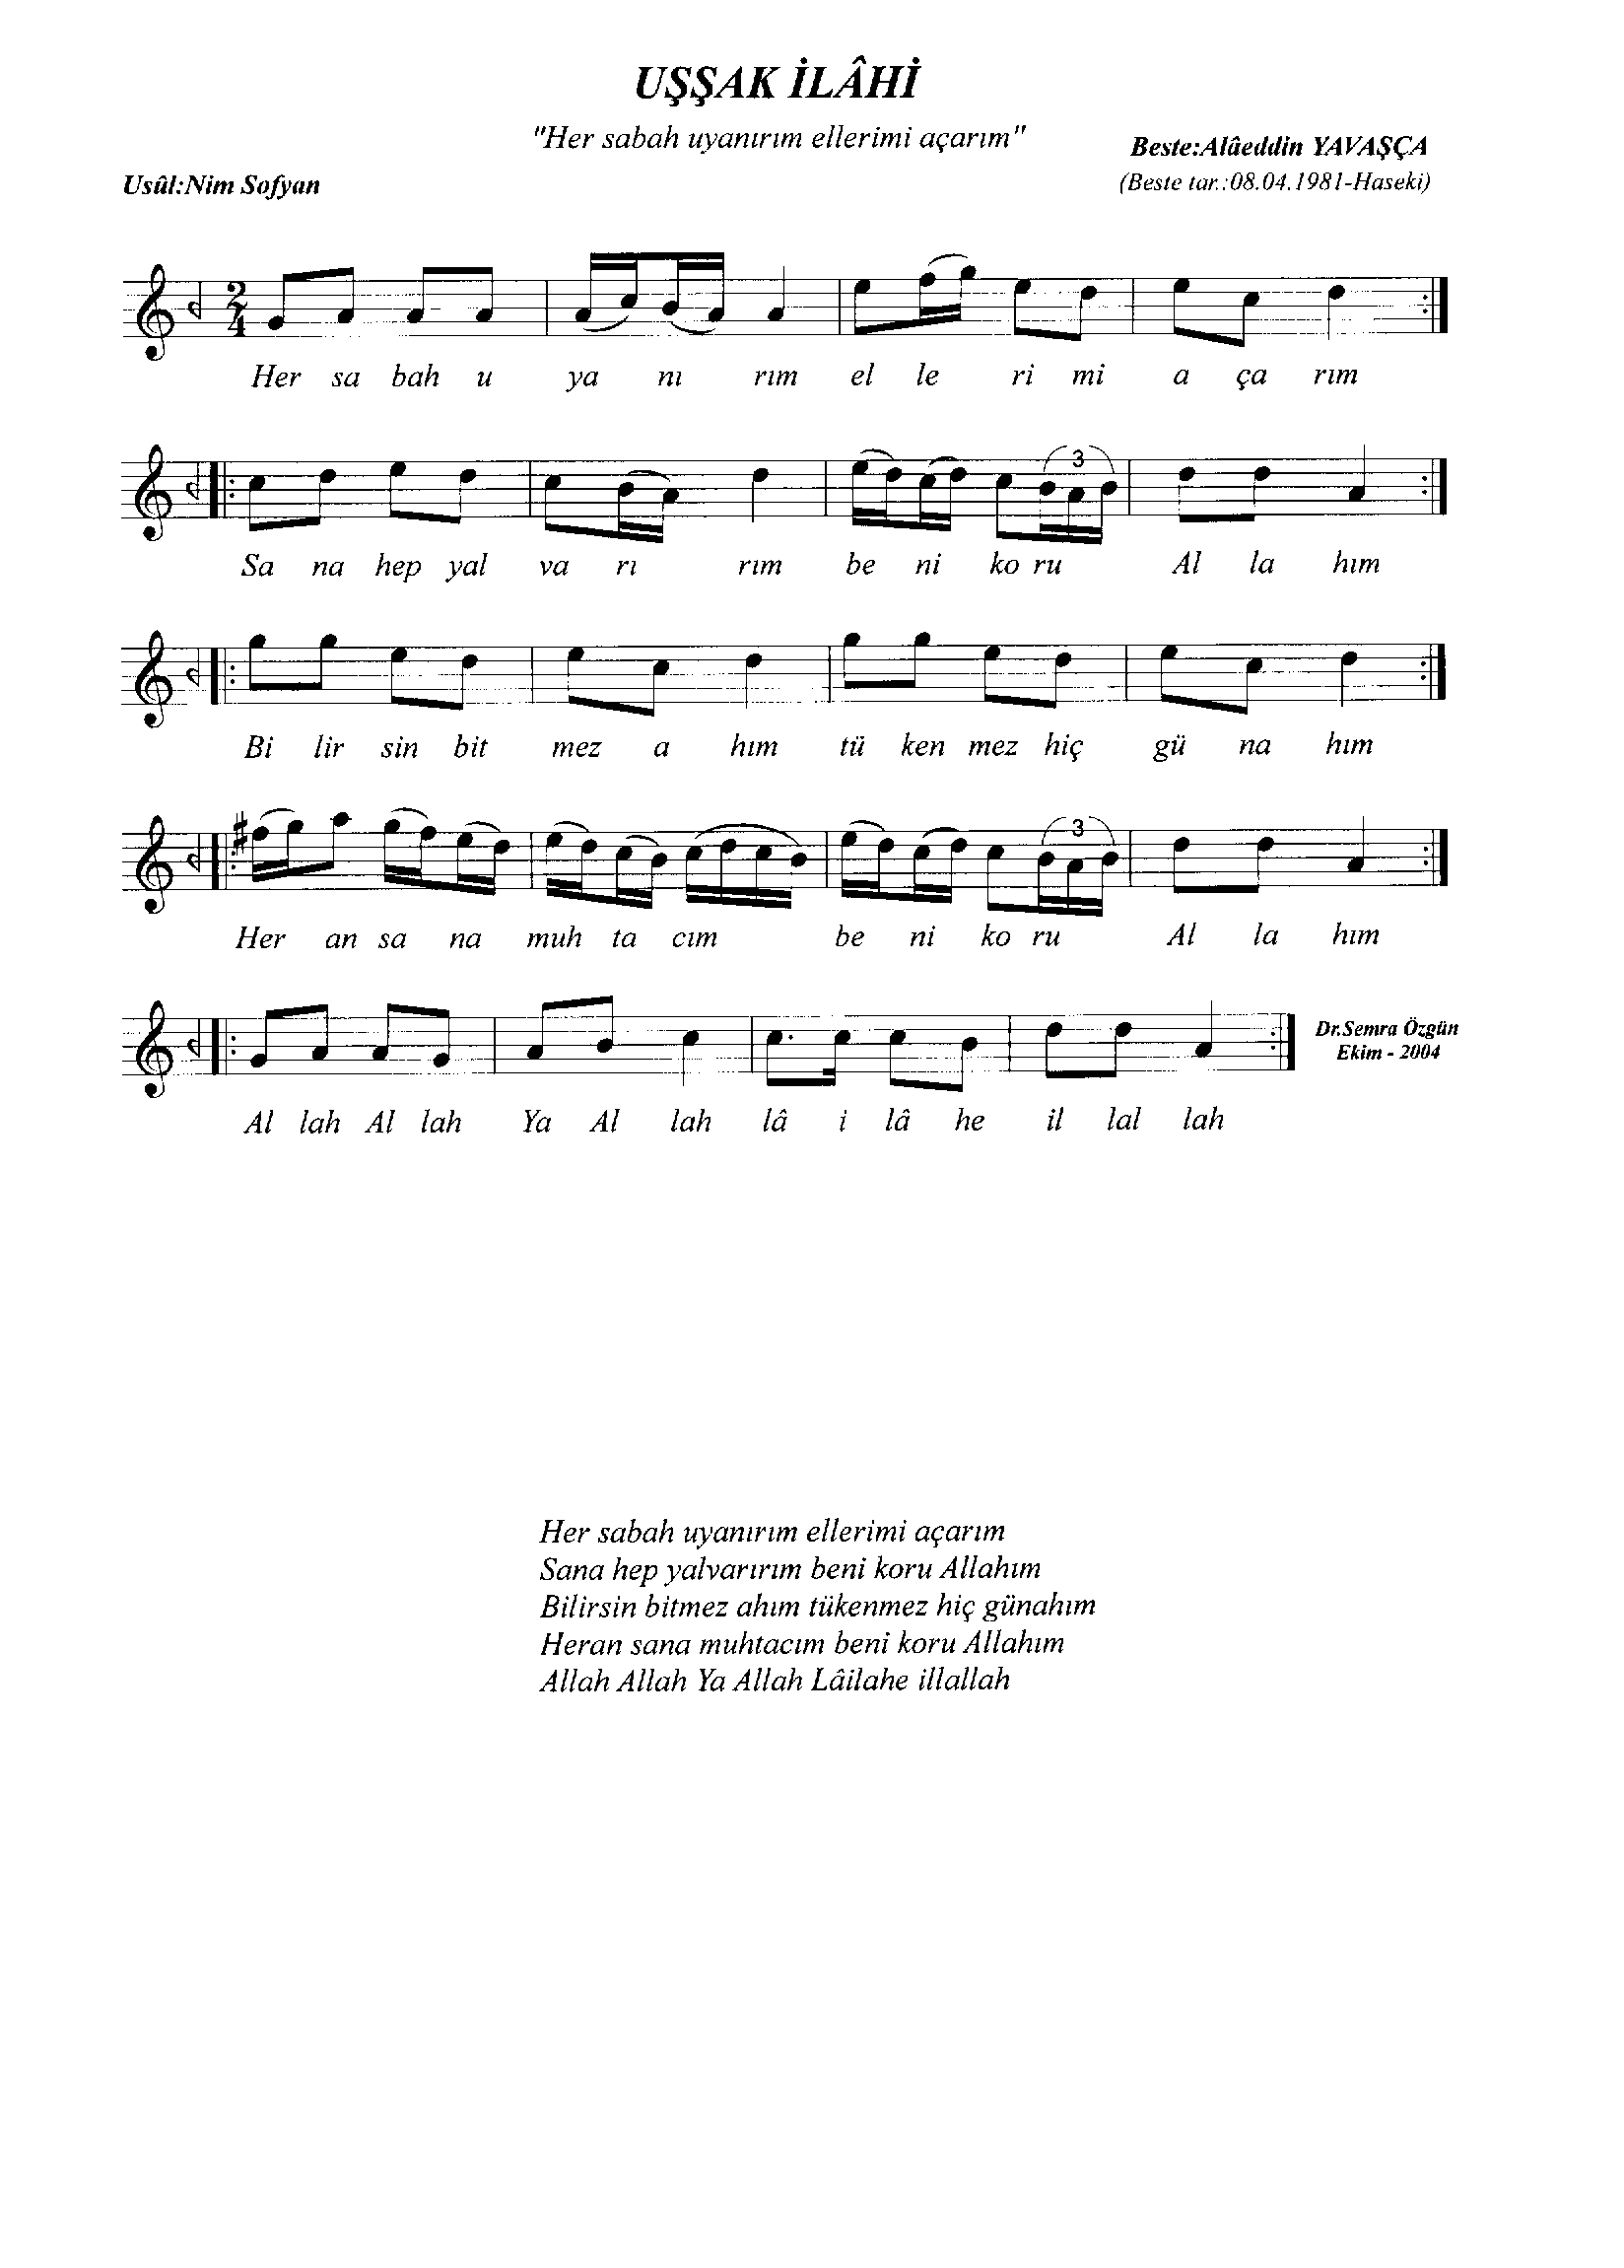 UŞŞAK İLÂHİ
"Her sabah uyanırım ellerimi açarım"
Beste:Alâeddin YAVAŞÇA
Usûl:Nim Sofyan
(Beste tar.:08.04.1981-Haseki)
2
4
Her sa bah u ya nı rım el le ri mi a ça rım
3
Sa na hep yal va rı rım be ni ko ru Al la hım
Bi lir sin bit mez a hım tü ken mez hiç gü na hım
3
Her an sa na muh ta cım be ni ko ru Al la hım
Dr.Semra Özgün
Ekim - 2004
Al lah Al lah Ya Al lah lâ i lâ he il lal lah
Her sabah uyanırım ellerimi açarım
Sana hep yalvarırım beni koru Allahım
Bilirsin bitmez ahım tükenmez hiç günahım
Heran sana muhtacım beni koru Allahım
Allah Allah Ya Allah Lâilahe illallah